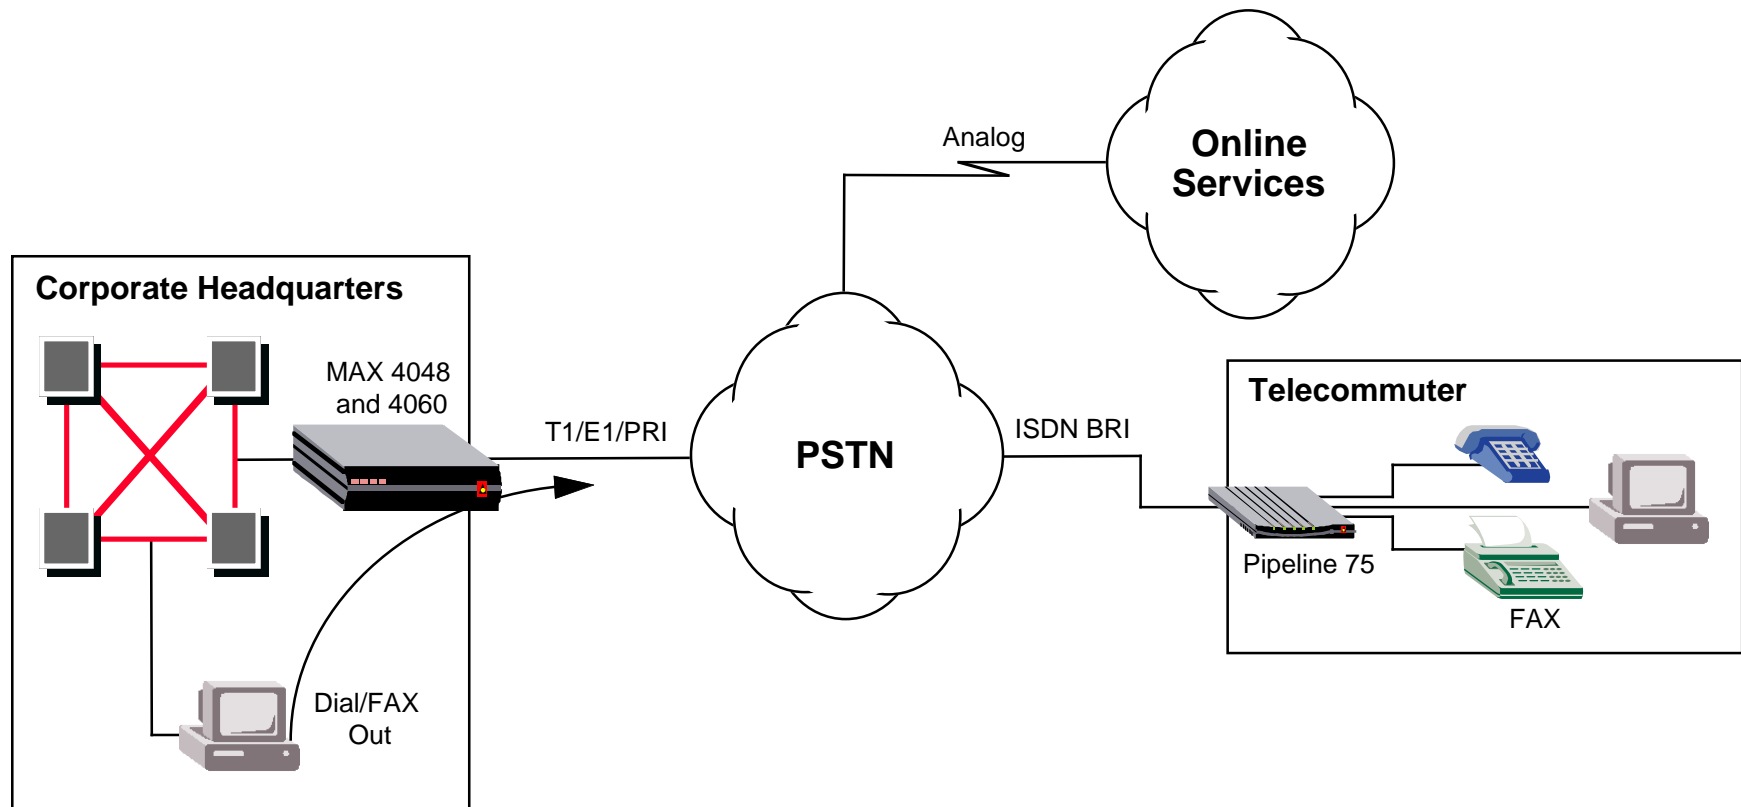 Analog
Online
Services
Corporate Headquarters
MAX 4048
and 4060
T1/E1/PRI
PSTN
ISDN BRI
Telecommuter
Pipeline 75
FAX
Dial/FAX
Out